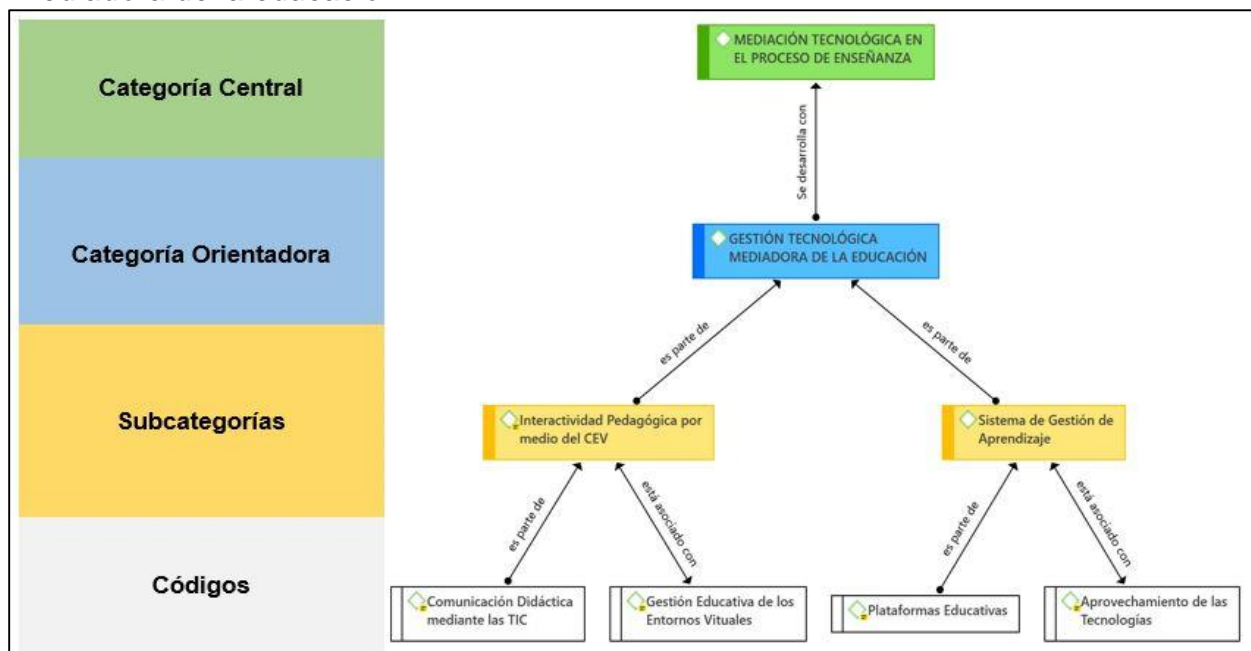 Categoría Central
MEDIACIÓN TECNOLÓGICA EN
EL PROCESO DE ENSEÑANZA
Se desarrolla con
Categoría Orientadora
GESTIÓN TECNOLÓGICA
MEDIADORA DE LA EDUCACIÓN
es parte de
es parte de
Subcategorías
Interactividad Pedagógica por
medio del CEV
Sistema de Gestión de
Aprendizaje
es parte de
está asociado con
es parte de
está asociado con
Códigos
Comunicación Didáctica
mediante las TIC
Gestión Educativa de los
Entornos Vituales
Plataformas Educativas
Aprovechamiento de las
Tecnologías